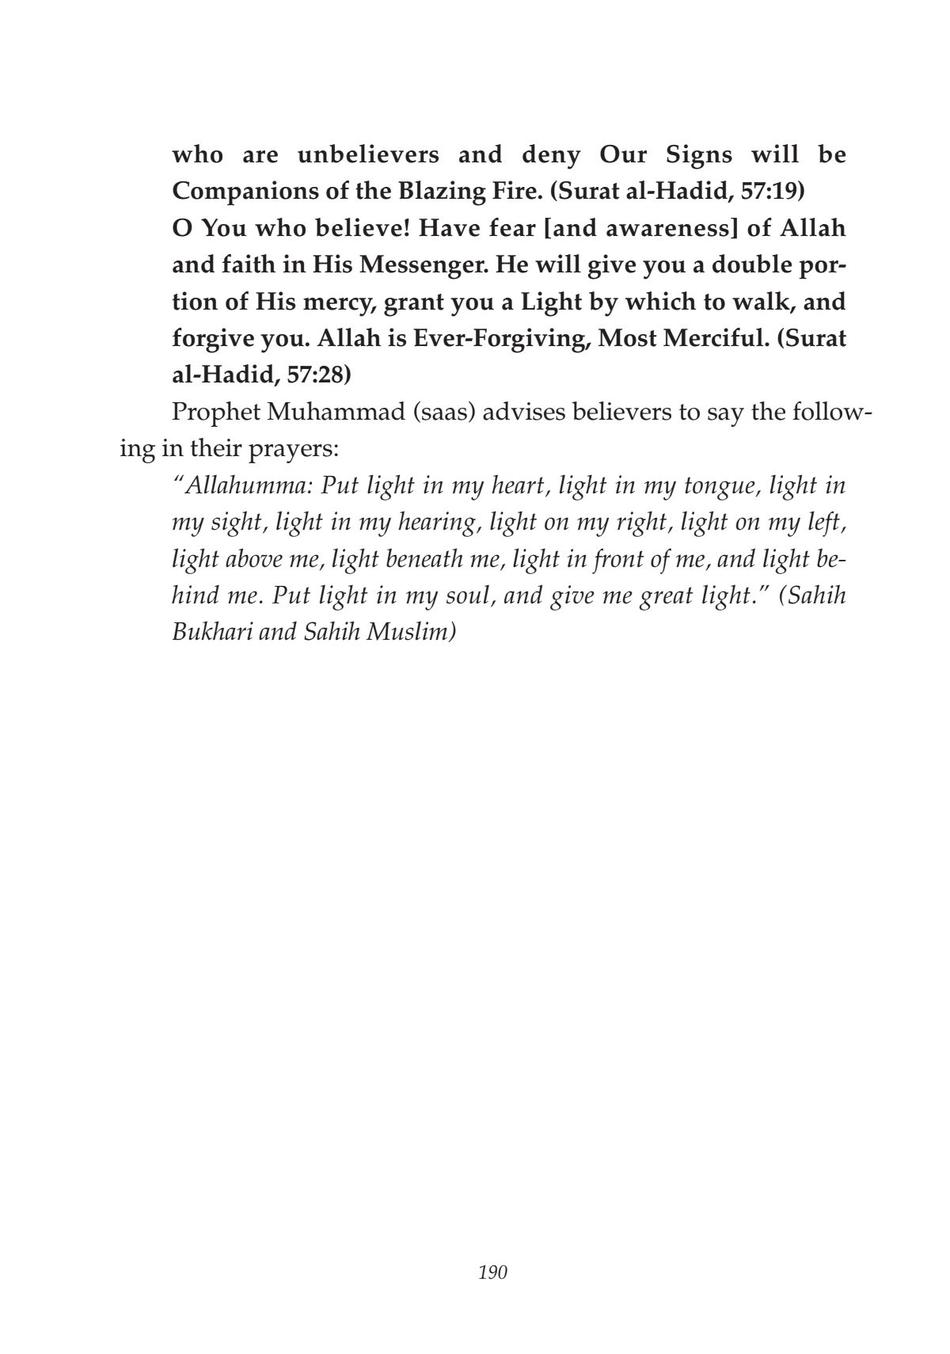 who are unbelievers and deny Our Signs will be
Companions of the Blazing Fire. (Surat al-Hadid, 57:19)
O You who believe! Have fear [and awareness] of Allah
and faith in His Messenger. He will give you a double por-
tion of His mercy, grant you a Light by which to walk, and
forgive you. Allah is Ever-Forgiving, Most Merciful. (Surat
al-Hadid, 57:28)
Prophet Muhammad (saas) advises believers to say the follow-
ing in their prayers:
“Allahumma: Put light in my heart, light in my tongue, light in
my sight, light in my hearing, light on my right, light on my left,
light above me, light beneath me, light in front of me, and light be-
hind me. Put light in my soul, and give me great light.” (Sahih
Bukhari and Sahih Muslim)
190